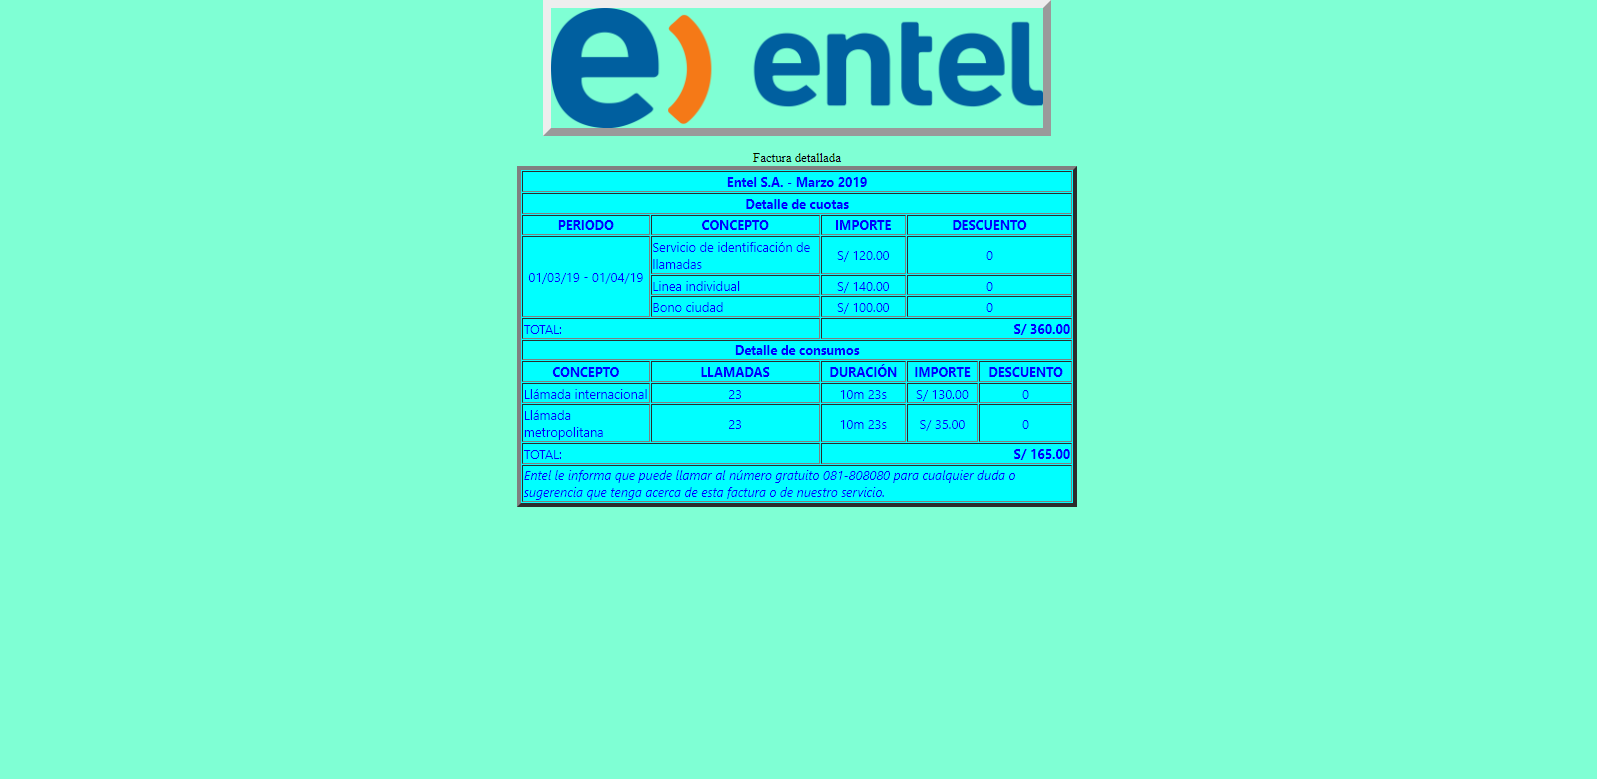 e) entel
Factura detallada
Entel S.A. - Marzo 2019
Detalle de cuotas
PERIODO CONCEPTO IMPORTE DESCUENTO
01/03/19 - 01/04/19
Servicio de identificación de
llamadas
S/ 120.00 0
Linea individual S/ 140.00 0
Bono ciudad S/ 100.00 0
TOTAL: S/ 360.00
Detalle de consumos
CONCEPTO LLAMADAS DURACIÓN IMPORTE DESCUENTO
Llámada internacional 23 10m 23s S/ 130.00 0
Llámada
metropolitana
23 10m 23s S/ 35.00 0
TOTAL: S/ 165.00
Entel le informa que puede llamar al número gratuito 081-808080 para cualquier duda o
sugerencia que tenga acerca de esta factura o de nuestro servicio.